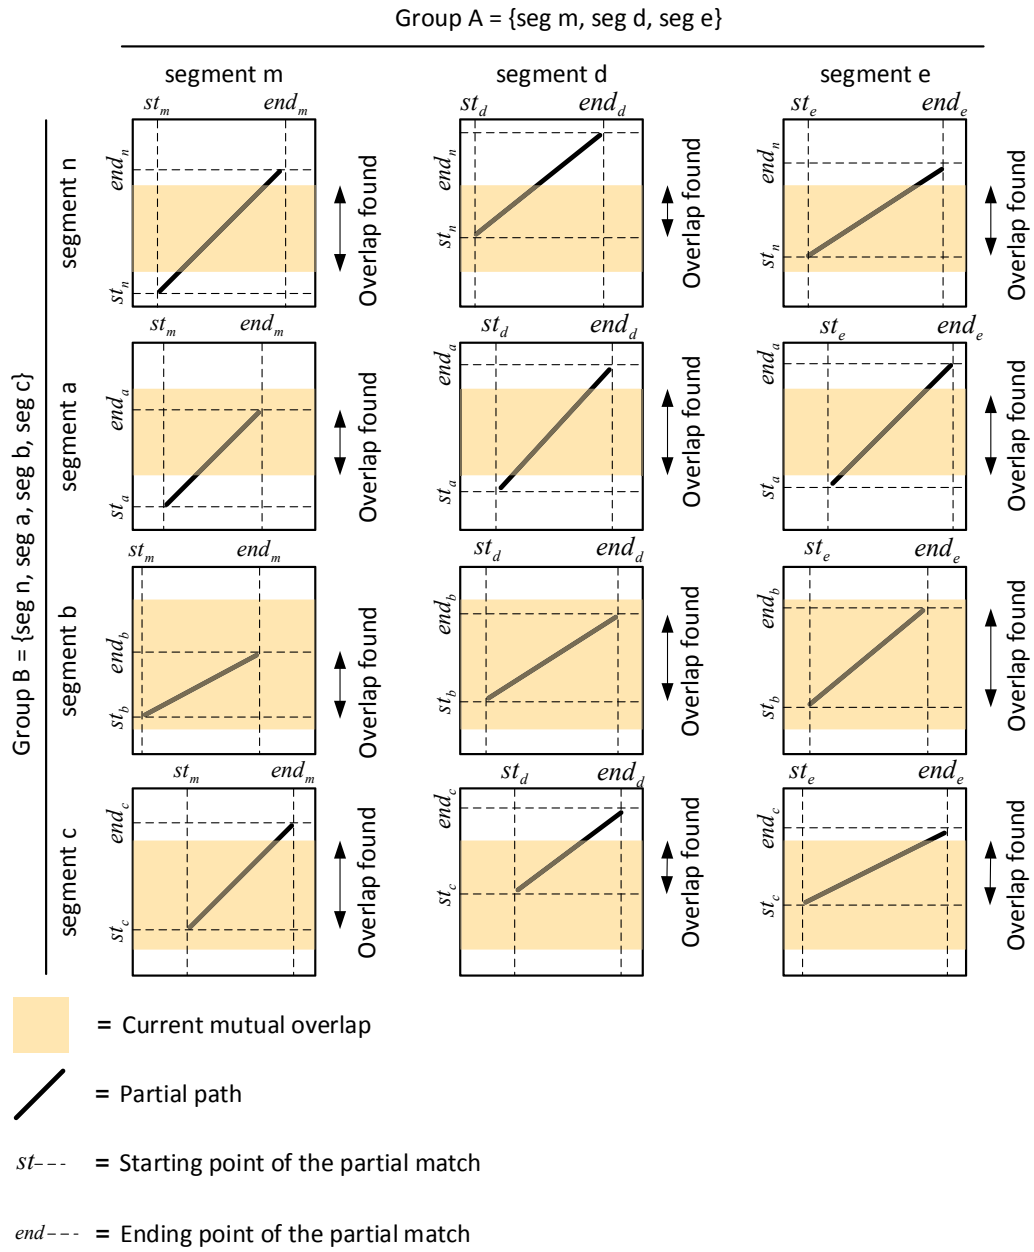 Group A = {seg m, seg d, seg e}
segment m
segment d
segment e
Group B = {seg n, seg a, seg b, seg c}
segment n
st_m end_m
end_n
st_n
Overlap found
st_d end_d
end_n
st_n
Overlap found
st_e end_e
end_n
st_n
Overlap found
segment a
st_m end_m
end_a
st_a
Overlap found
st_d end_d
end_a
st_a
Overlap found
st_e end_e
end_a
st_a
Overlap found
segment b
st_m end_m
end_b
st_b
Overlap found
st_d end_d
end_b
st_b
Overlap found
st_e end_e
end_b
st_b
Overlap found
segment c
st_m end_m
end_c
st_c
Overlap found
st_d end_d
end_c
st_c
Overlap found
st_e end_e
end_c
st_c
Overlap found
= Current mutual overlap
= Partial path
st--- = Starting point of the partial match
end---- = Ending point of the partial match